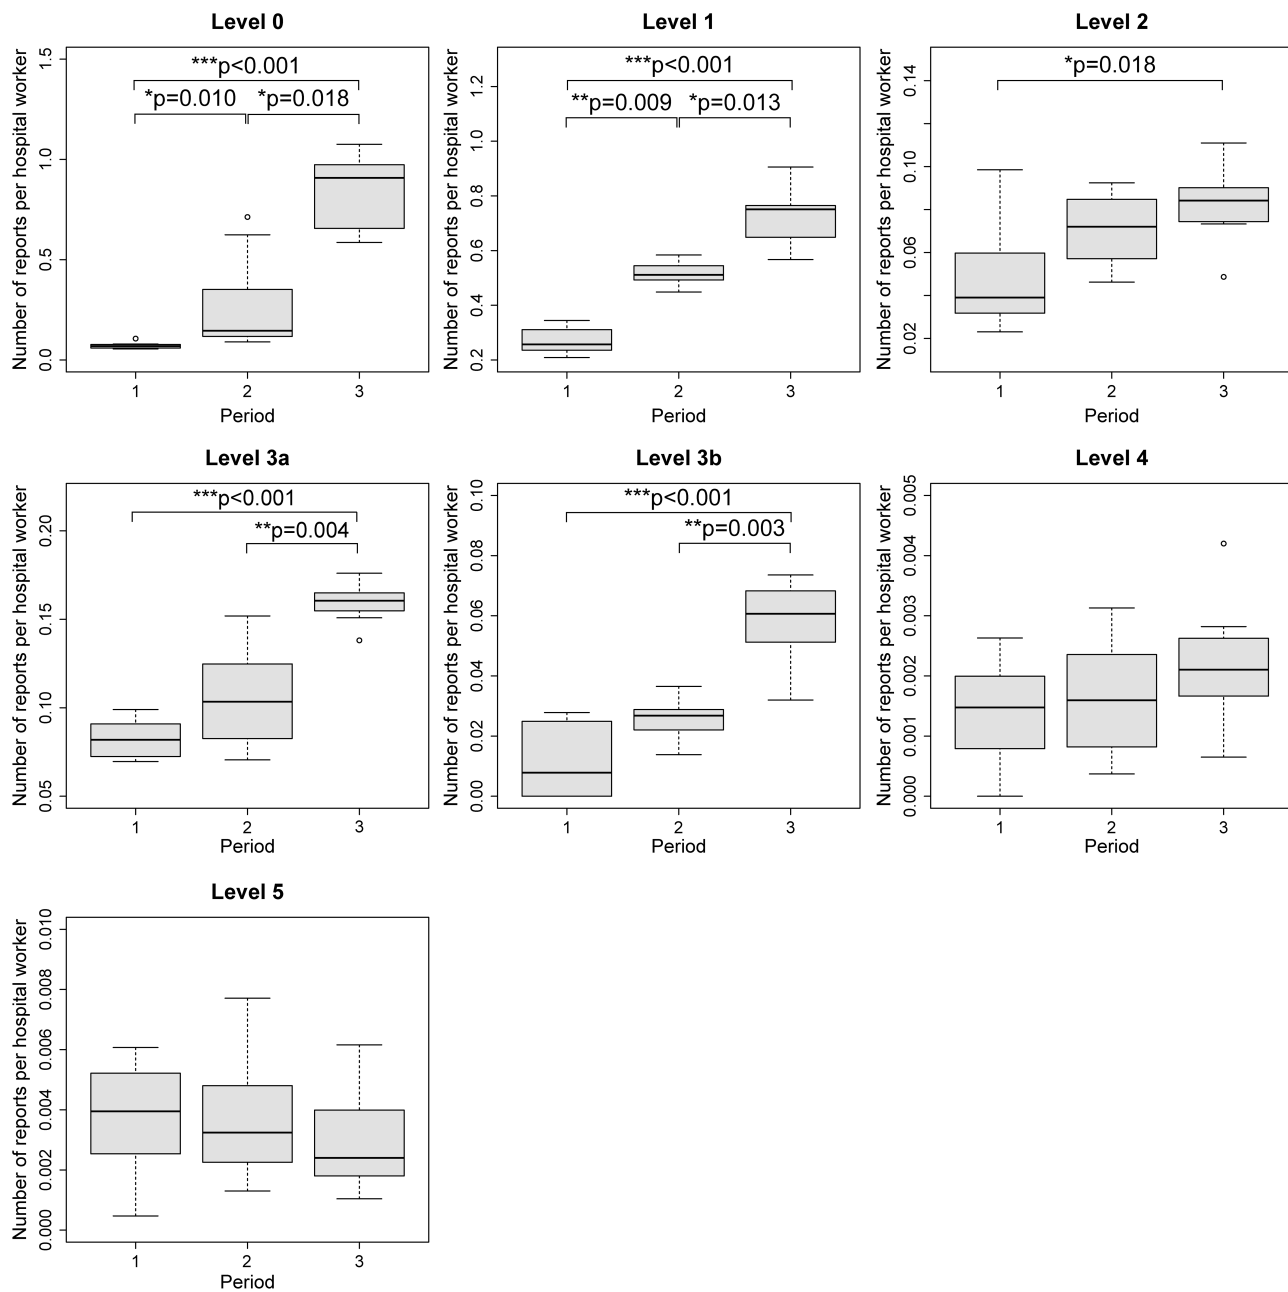 Level 0
Number of reports per hospital worker
1.5
1.0
0.5
0.0
***p<0.001
*p=0.010
*p=0.018
1
2
3
Period
Level 1
Number of reports per hospital worker
1.2
1.0
0.8
0.6
0.4
0.2
***p<0.001
**p=0.009
*p=0.013
1
2
3
Period
Level 2
Number of reports per hospital worker
0.14
0.10
0.06
0.02
*p=0.018
1
2
3
Period
Level 3a
Number of reports per hospital worker
0.20
0.15
0.10
0.05
***p<0.001
**p=0.004
1
2
3
Period
Level 3b
Number of reports per hospital worker
0.10
0.08
0.06
0.04
0.02
0.00
***p<0.001
**p=0.003
1
2
3
Period
Level 4
Number of reports per hospital worker
0.005
0.004
0.003
0.002
0.001
0.000
1
2
3
Period
Level 5
Number of reports per hospital worker
0.010
0.008
0.006
0.004
0.002
0.000
1
2
3
Period